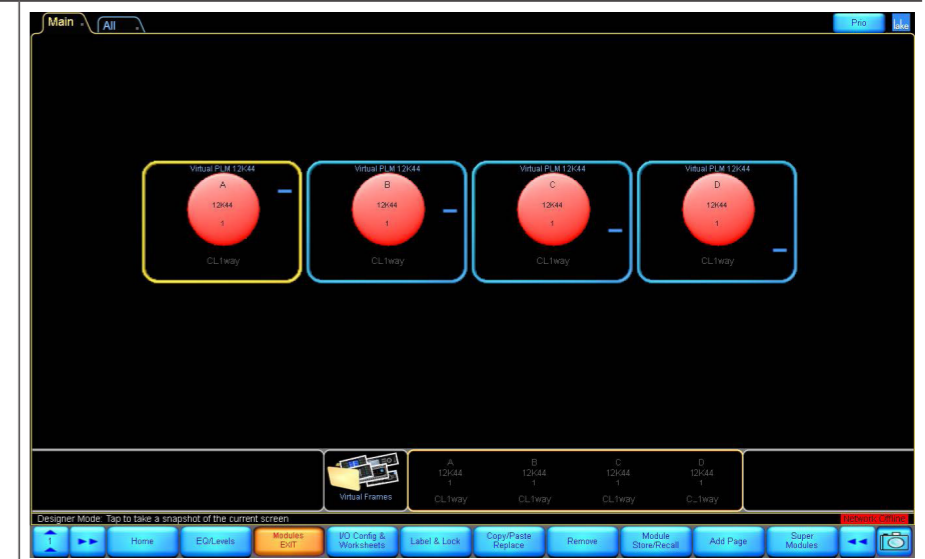 Main
All
Prio
lake
Virtual PLM 12K44
A
12K44
1
CL1way
Virtual PLM 12K44
B
12K44
1
CL1way
Virtual PLM 12K44
C
12K44
1
CL1way
Virtual PLM 12K44
D
12K44
1
CL1way
Virtual Frames
A
12K44
1
CL1way
B
12K44
1
CL1way
C
12K44
1
CL1way
D
12K44
1
C_1way
Designer Mode: Tap to take a snapshot of the current screen
Network Offline
1
Home
EQ/Levels
Modules
EXIT
I/O Config &
Worksheets
Label & Lock
Copy/Paste
Replace
Remove
Module
Store/Recall
Add Page
Super
Modules